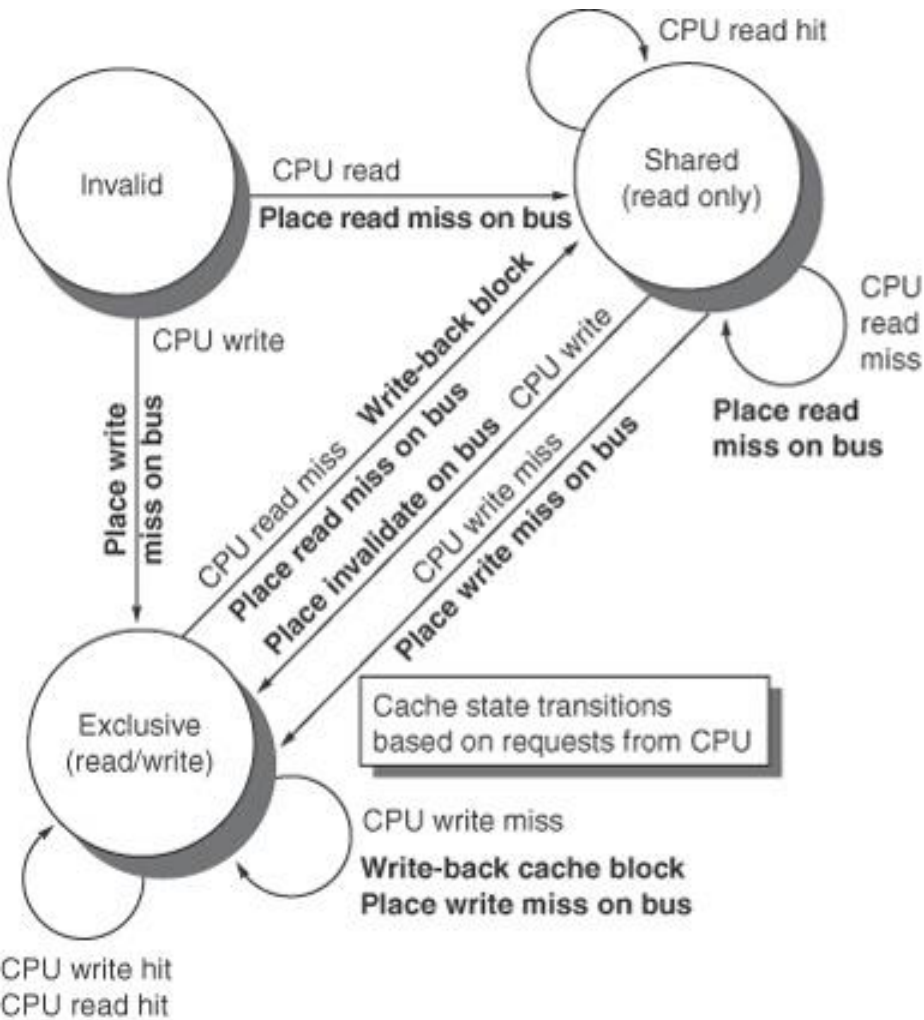 CPU read hit
Invalid
Shared
(read only)
CPU read
Place read miss on bus
CPU write
Place write
miss on bus
CPU read miss
Write-back block
Place read miss on bus
Place invalidate on bus
CPU write
CPU write miss
Place write miss on bus
CPU
read
miss
Place read
miss on bus
Exclusive
(read/write)
Cache state transitions
based on requests from CPU
CPU write miss
Write-back cache block
Place write miss on bus
CPU write hit
CPU read hit